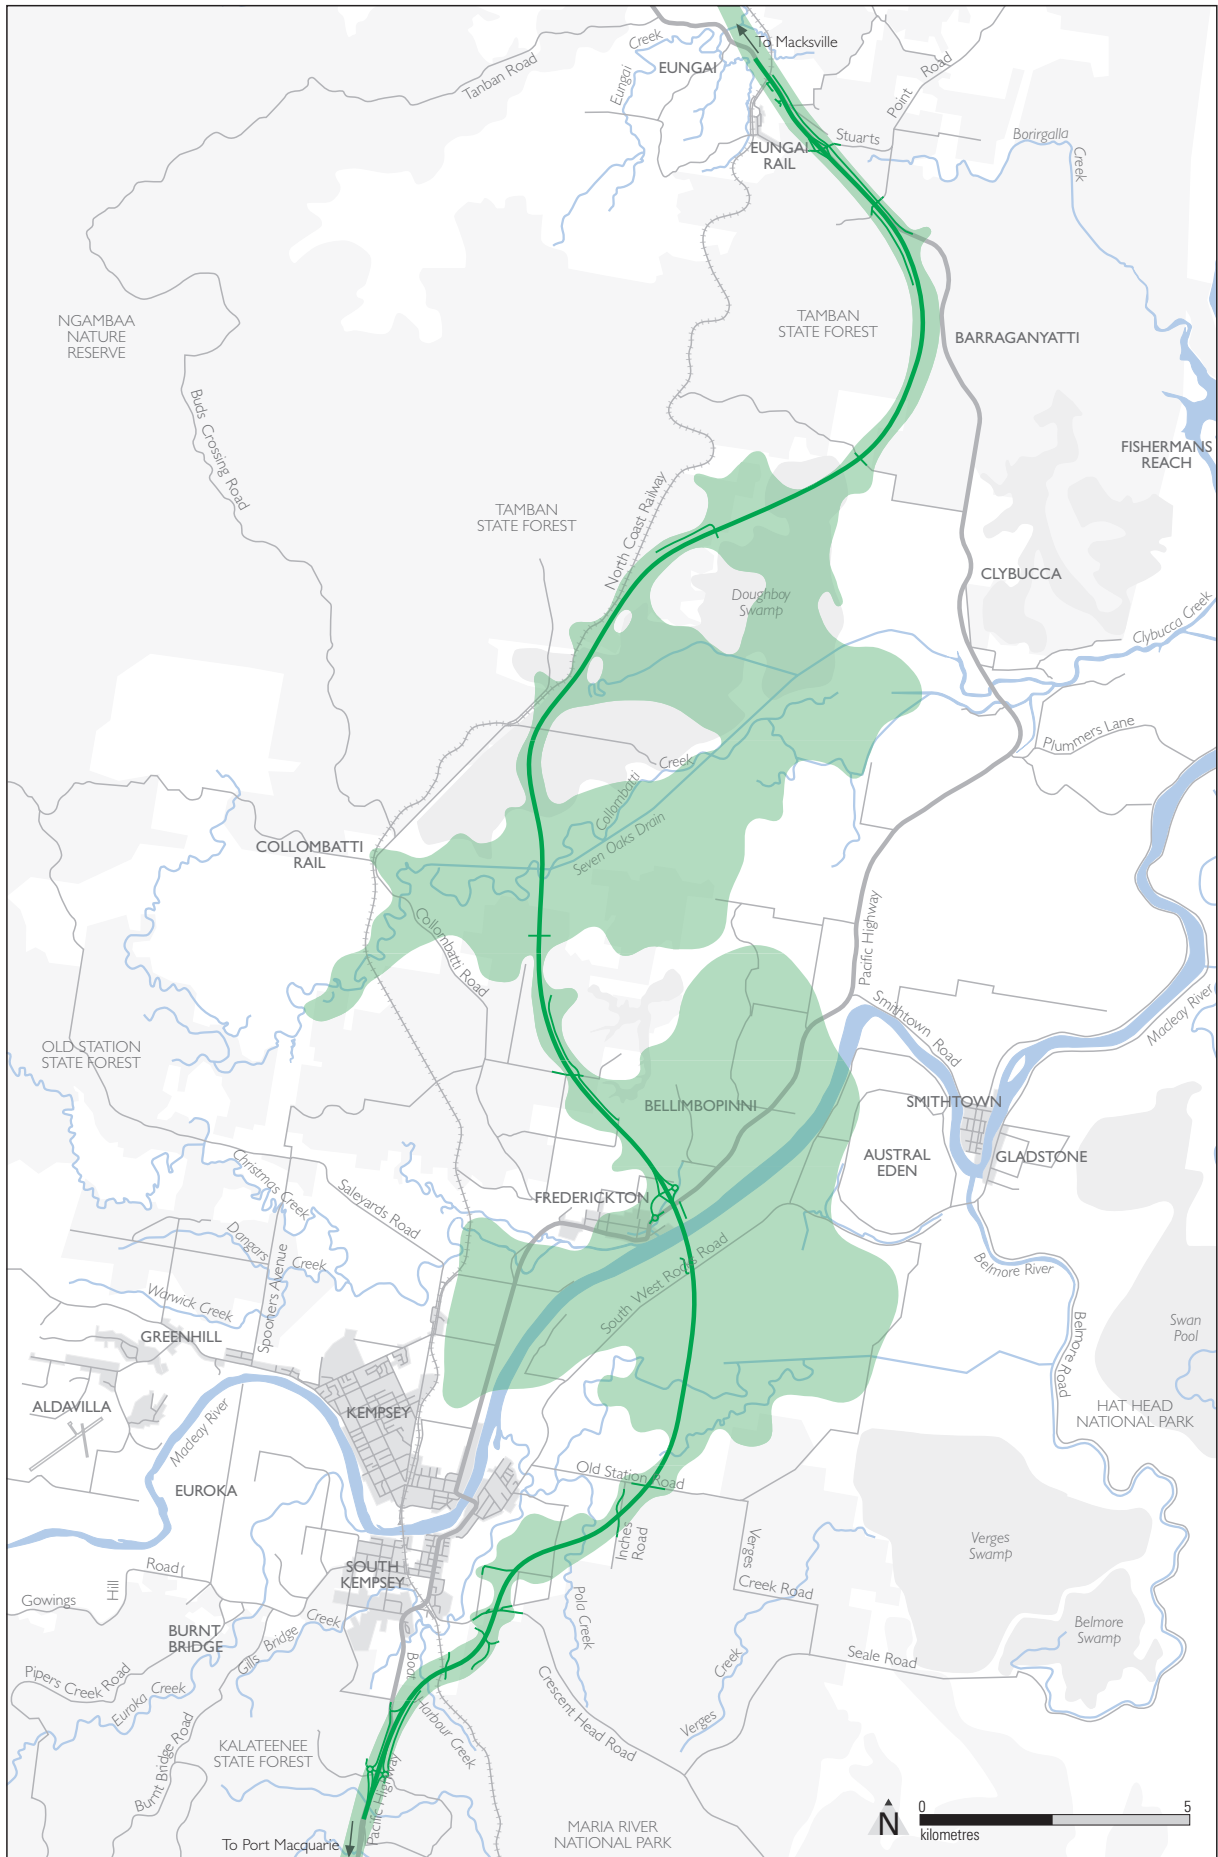 To Macksville
Creek
EUNGAI
Tanban Road
Eungai
Road
Point
Stuarts
EUNGAI
RAIL
Borirgalla
Creek
NGAMBAA
NATURE
RESERVE
TAMBAN
STATE FOREST
BARRAGANYATTI
Buds Crossing Road
FISHERMANS
REACH
TAMBAN
STATE FOREST
North Coast Railway
CLYBUCCA
Doughboy
Swamp
Clybucca Creek
Plummers Lane
Creek
Collombatti
Seven Oaks Drain
COLLOMBATTI
RAIL
Collombatti Road
Pacific Highway
Smithtown Road
Macleay River
OLD STATION
STATE FOREST
BELLIMBOPINNI
SMITHTOWN
AUSTRAL
EDEN
GLADSTONE
Christmas Creek
Saleyards Road
FREDERICKTON
Dangars
Creek
Spooners Avenue
South West Rocks Road
Belmore River
Warwick Creek
GREENHILL
Belmore Road
Swan
Pool
ALDAVILLA
KEMPSEY
HAT HEAD
NATIONAL PARK
Macleay River
EUROKA
Old Station Road
Inches
Road
Verges
Creek Road
Verges
Swamp
SOUTH
KEMPSEY
Road
Hill
Gowings
Pola Creek
BURNT
BRIDGE
Creek
Gills Bridge
Belmore
Swamp
Pipers Creek Road
Euroka Creek
Boat
Harbour Creek
Crescent Head Road
Creek
Verges
Seale Road
Burnt Bridge Road
KALATEENEE
STATE FOREST
Pacific Highway
MARIA RIVER
NATIONAL PARK
To Port Macquarie
N
0
5
kilometres